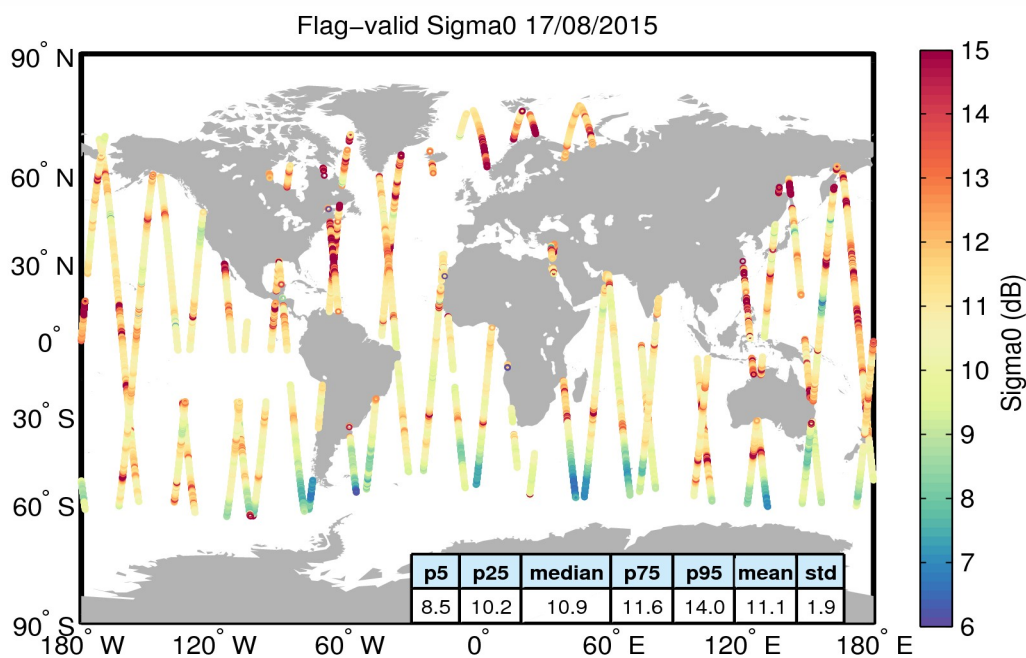 Flag−valid Sigma0 17/08/2015
90° N
60° N
30° N
0°
30° S
60° S
90° S
180° W
120° W
60° W
0°
60° E
120° E
180° E
15
14
13
12
11
10
9
8
7
6
Sigma0 (dB)
p5 p25 median p75 p95 mean std
8.5 10.2 10.9 11.6 14.0 11.1 1.9